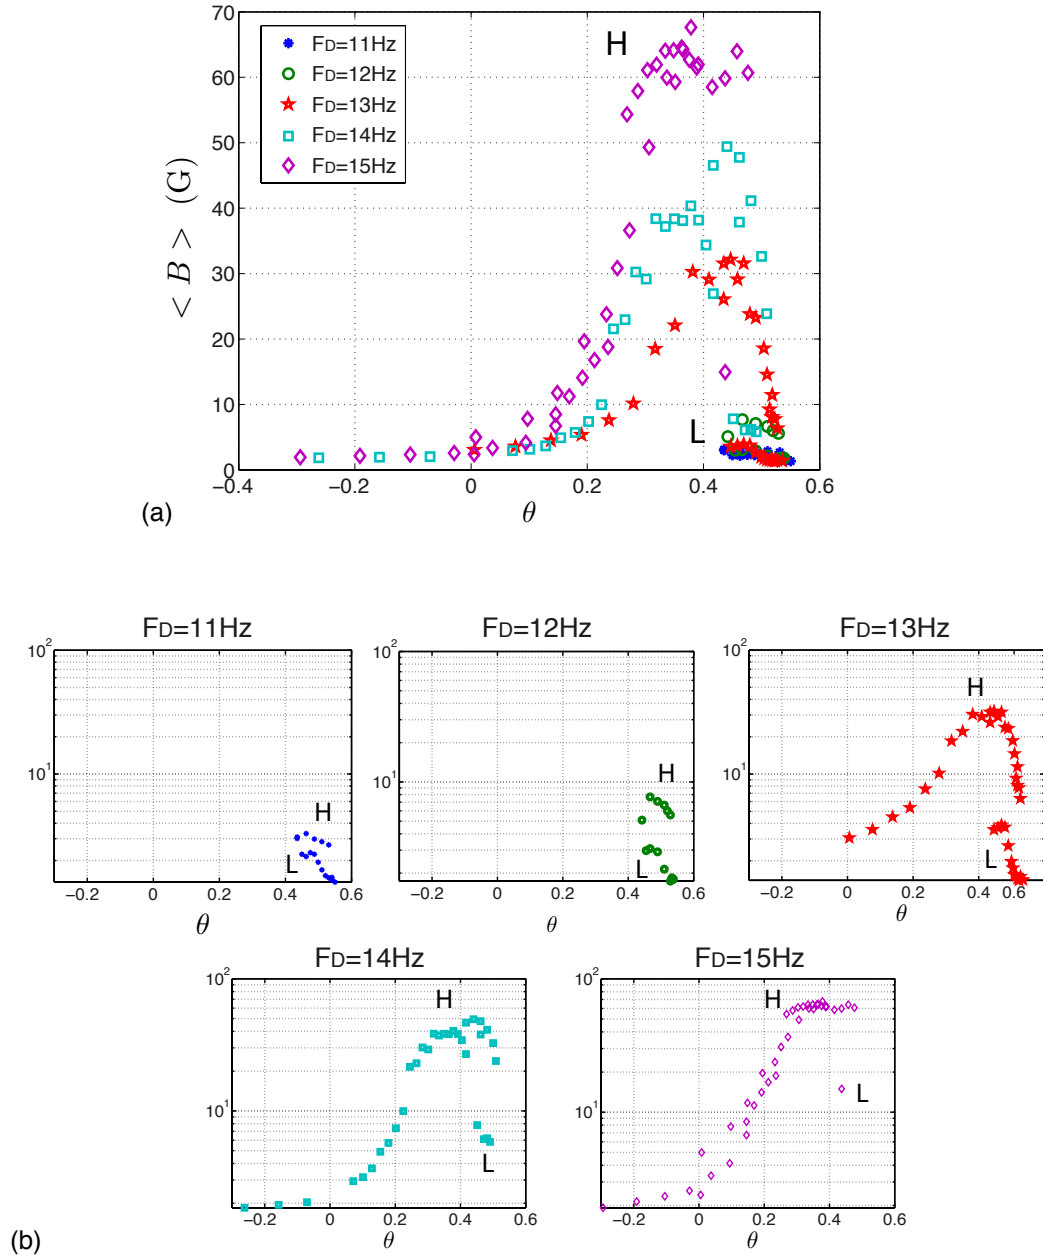 70
60
50
40
30
20
10
0
< B > (G)
FD=11Hz
FD=12Hz
FD=13Hz
FD=14Hz
FD=15Hz
H
L
−0.4
−0.2
0
0.2
0.4
0.6
θ
(a)
FD=11Hz
10²
10¹
H
L
−0.2
0
0.2
0.4
0.6
θ
FD=12Hz
10²
10¹
H
L
−0.2
0
0.2
0.4
0.6
θ
FD=13Hz
10²
10¹
H
L
−0.2
0
0.2
0.4
0.6
θ
FD=14Hz
10²
10¹
H
L
−0.2
0
0.2
0.4
0.6
θ
FD=15Hz
10²
10¹
H
L
−0.2
0
0.2
0.4
0.6
θ
(b)